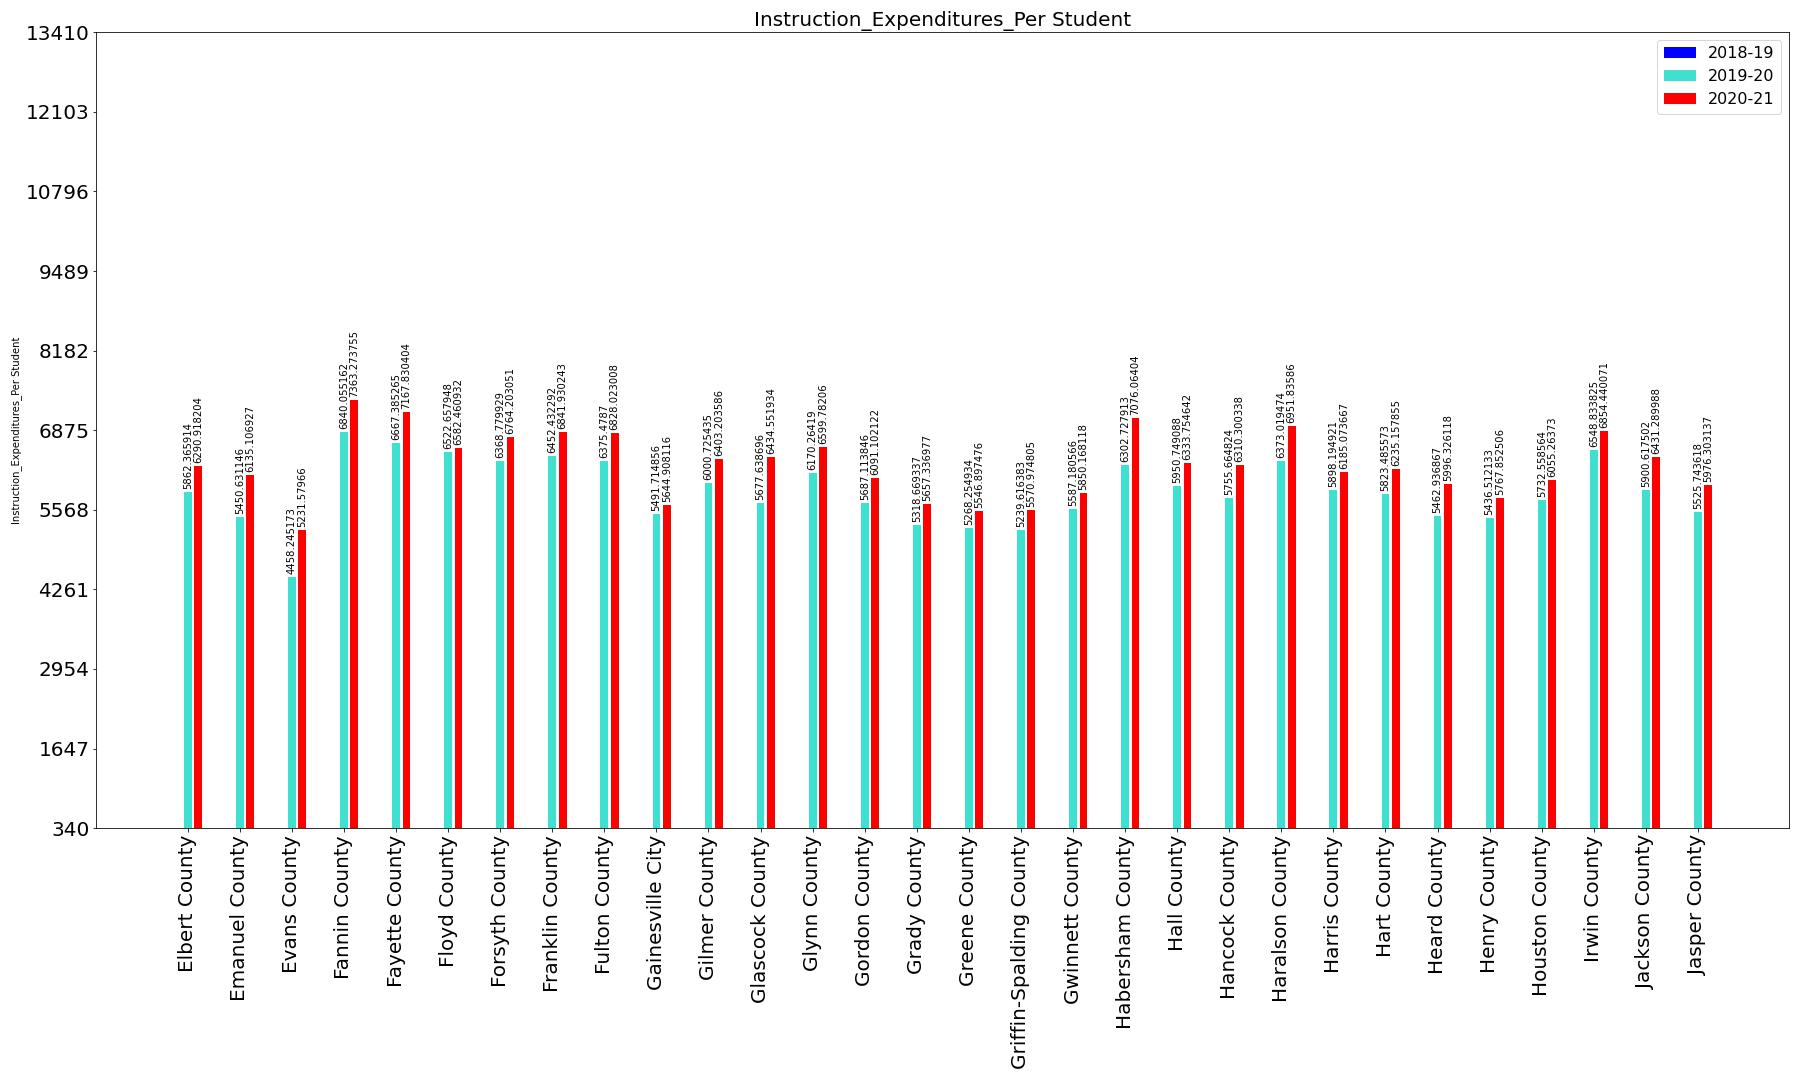 Instruction_Expenditures_Per Student
2018-19
2019-20
2020-21
Instruction_Expenditures_Per Student
13410
12103
10796
9489
8182
6875
5568
4261
2954
1647
340
5862.365914
6290.918204
5450.631146
6135.106927
4458.245173
5231.57966
6840.055162
7363.273755
6667.385265
7167.830404
6522.657948
6582.460932
6368.779929
6764.203051
6452.432292
6841.930243
6375.4787
6828.023008
5491.714856
5644.908116
6000.725435
6403.203586
5677.638696
6434.551934
6170.26419
6599.78206
5687.113846
6091.102122
5318.669337
5657.336977
5268.254934
5546.897476
5239.616383
5570.974805
5587.180566
5850.168118
6302.727913
7076.06404
5950.749088
6333.754642
5755.664824
6310.300338
6373.019474
6951.83586
5898.194921
6185.073667
5823.485573
6235.157855
5462.936867
5996.326118
5436.512133
5767.852506
5732.558564
6055.26373
6548.833825
6854.440071
5900.617502
6431.289988
5525.743618
5976.303137
Elbert County
Emanuel County
Evans County
Fannin County
Fayette County
Floyd County
Forsyth County
Franklin County
Fulton County
Gainesville City
Gilmer County
Glascock County
Glynn County
Gordon County
Grady County
Greene County
Griffin-Spalding County
Gwinnett County
Habersham County
Hall County
Hancock County
Haralson County
Harris County
Hart County
Heard County
Henry County
Houston County
Irwin County
Jackson County
Jasper County